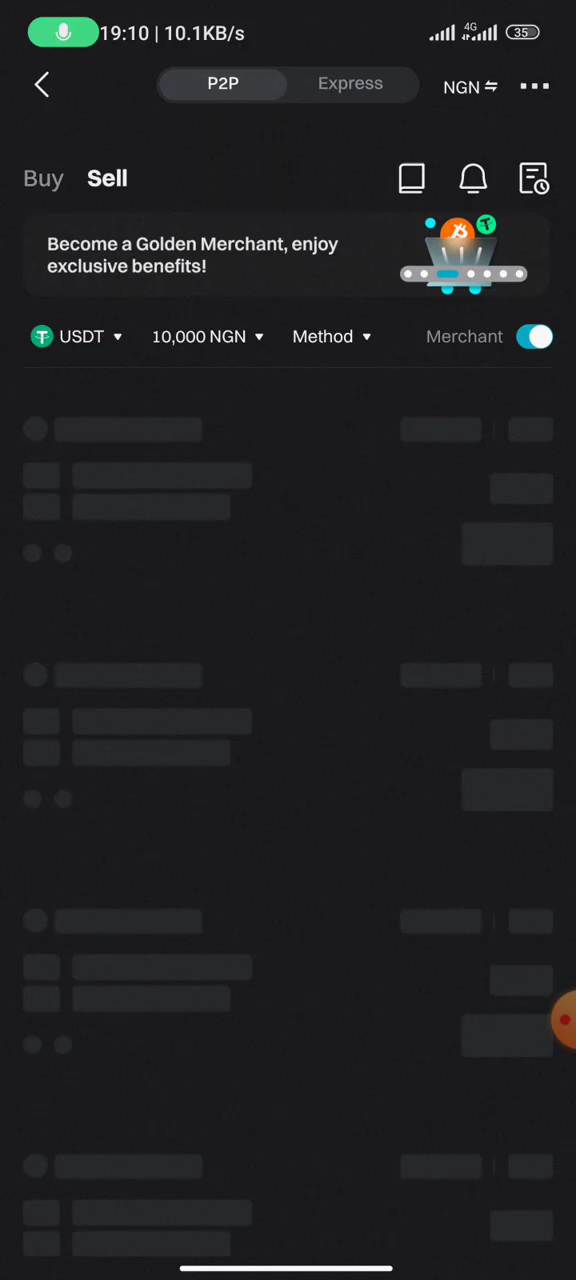 19:10 | 10.1KB/s
4G
35
P2P
Express
NGN
Buy
Sell
Become a Golden Merchant, enjoy
exclusive benefits!
USDT
10,000 NGN
Method
Merchant